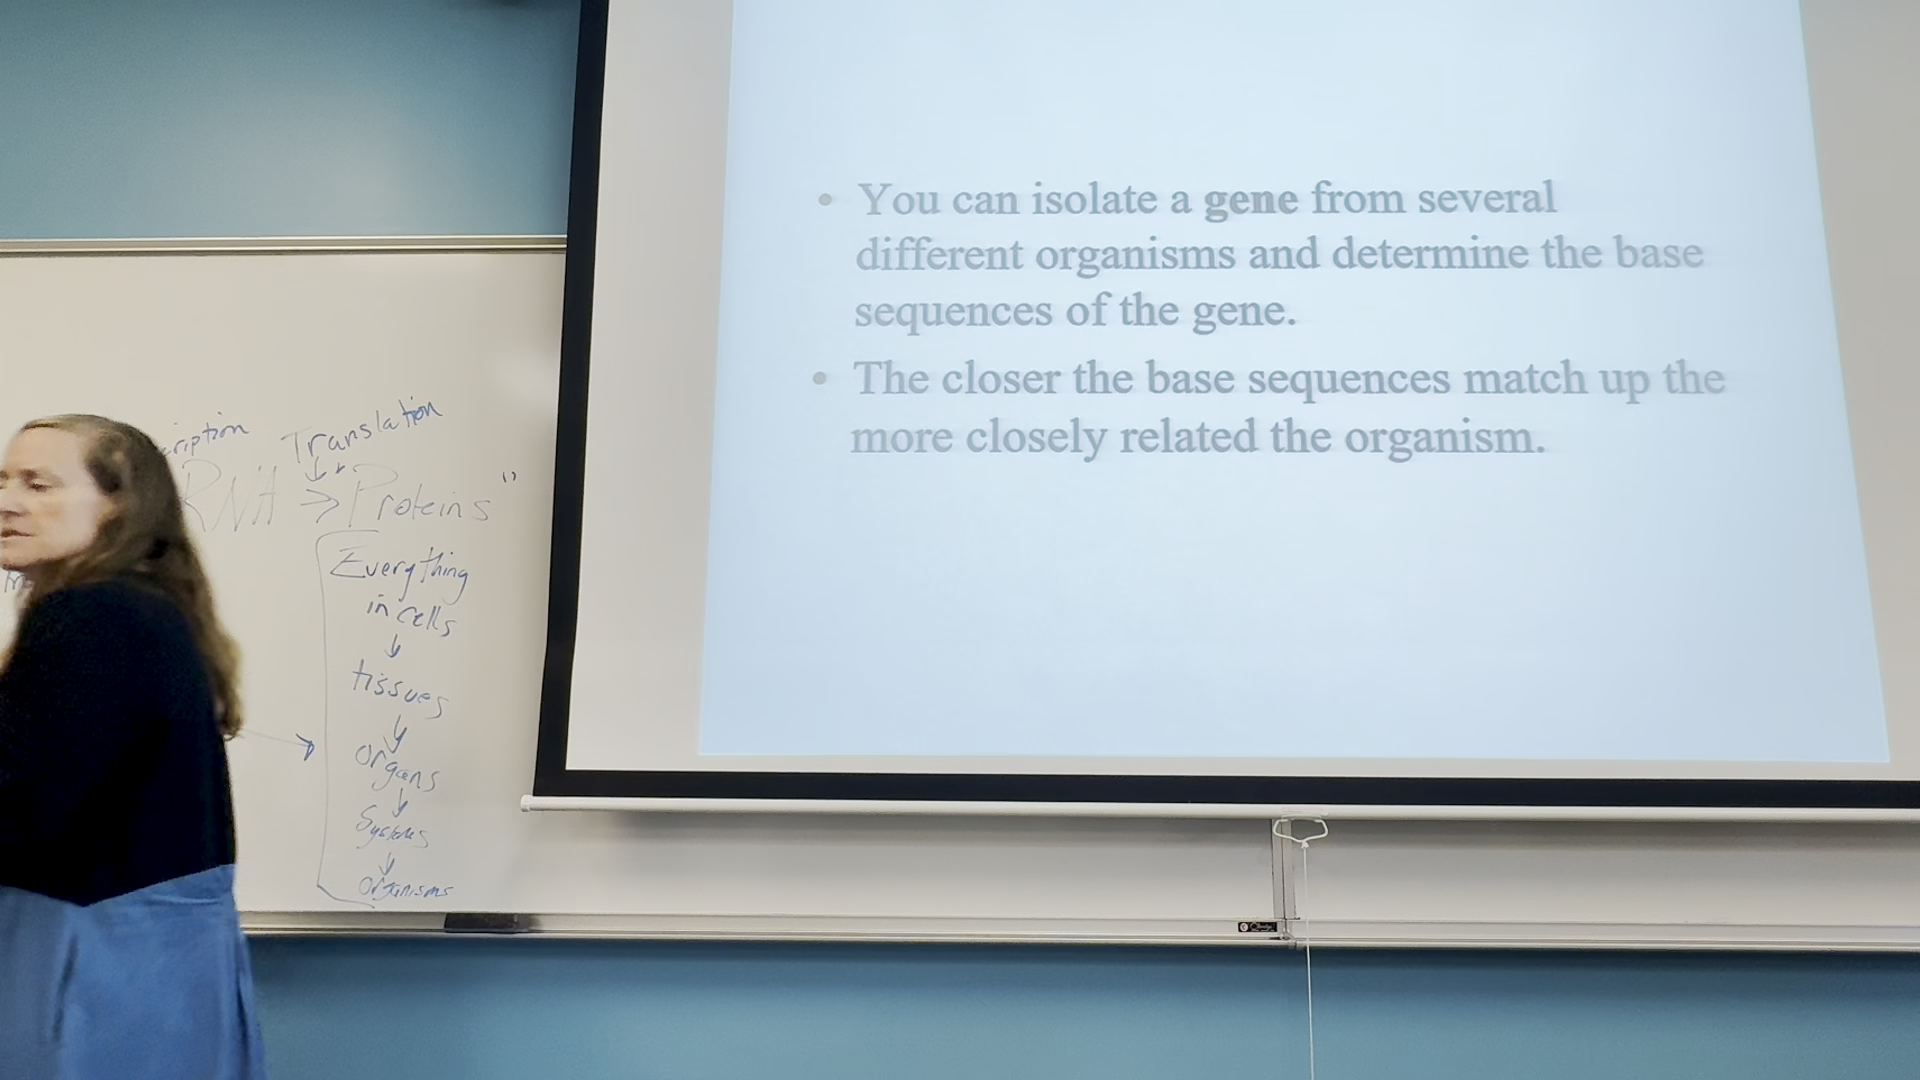 cription Translation
RNA → Proteins"
Everything
in cells
↓
tissues
↓
organs
↓
Systems
↓
organisms
• You can isolate a gene from several
different organisms and determine the base
sequences of the gene.
• The closer the base sequences match up the
more closely related the organism.